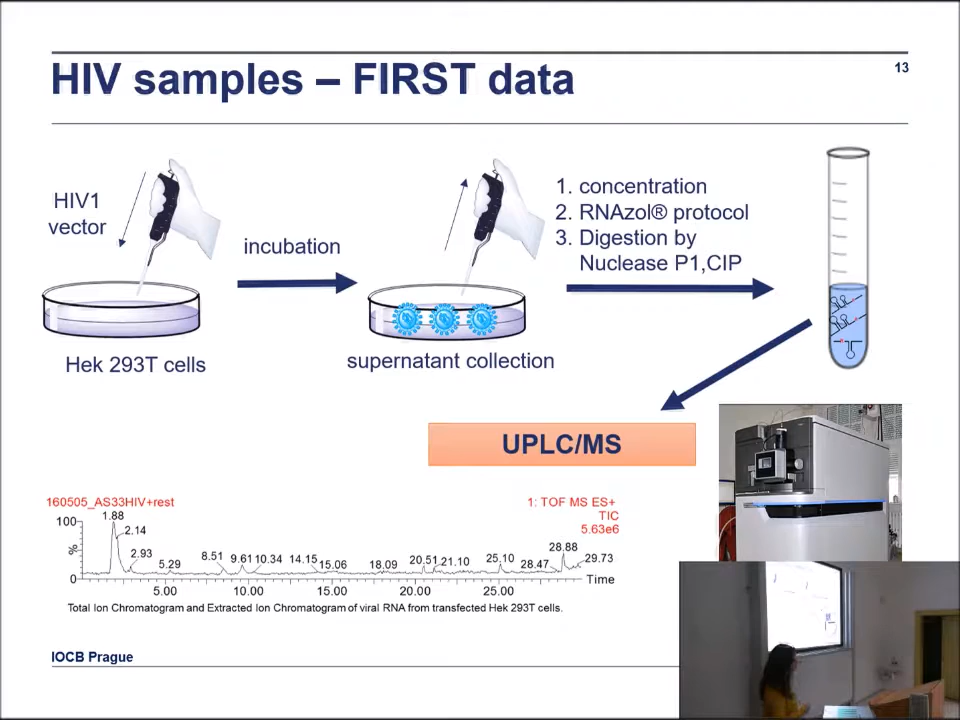 HIV samples – FIRST data
13
HIV1
vector
incubation
1. concentration
2. RNAzol® protocol
3. Digestion by
Nuclease P1,CIP
Hek 293T cells
supernatant collection
UPLC/MS
160505_AS33HIV+rest
1: TOF MS ES+
TIC
5.63e6
100
%
0
1.88
2.14
2.93
5.29
8.51
9.61
10.34
14.15
15.06
18.09
20.51
21.10
25.10
28.47
28.88
29.73
Time
5.00
10.00
15.00
20.00
25.00
Total Ion Chromatogram and Extracted Ion Chromatogram of viral RNA from transfected Hek 293T cells.
IOCB Prague